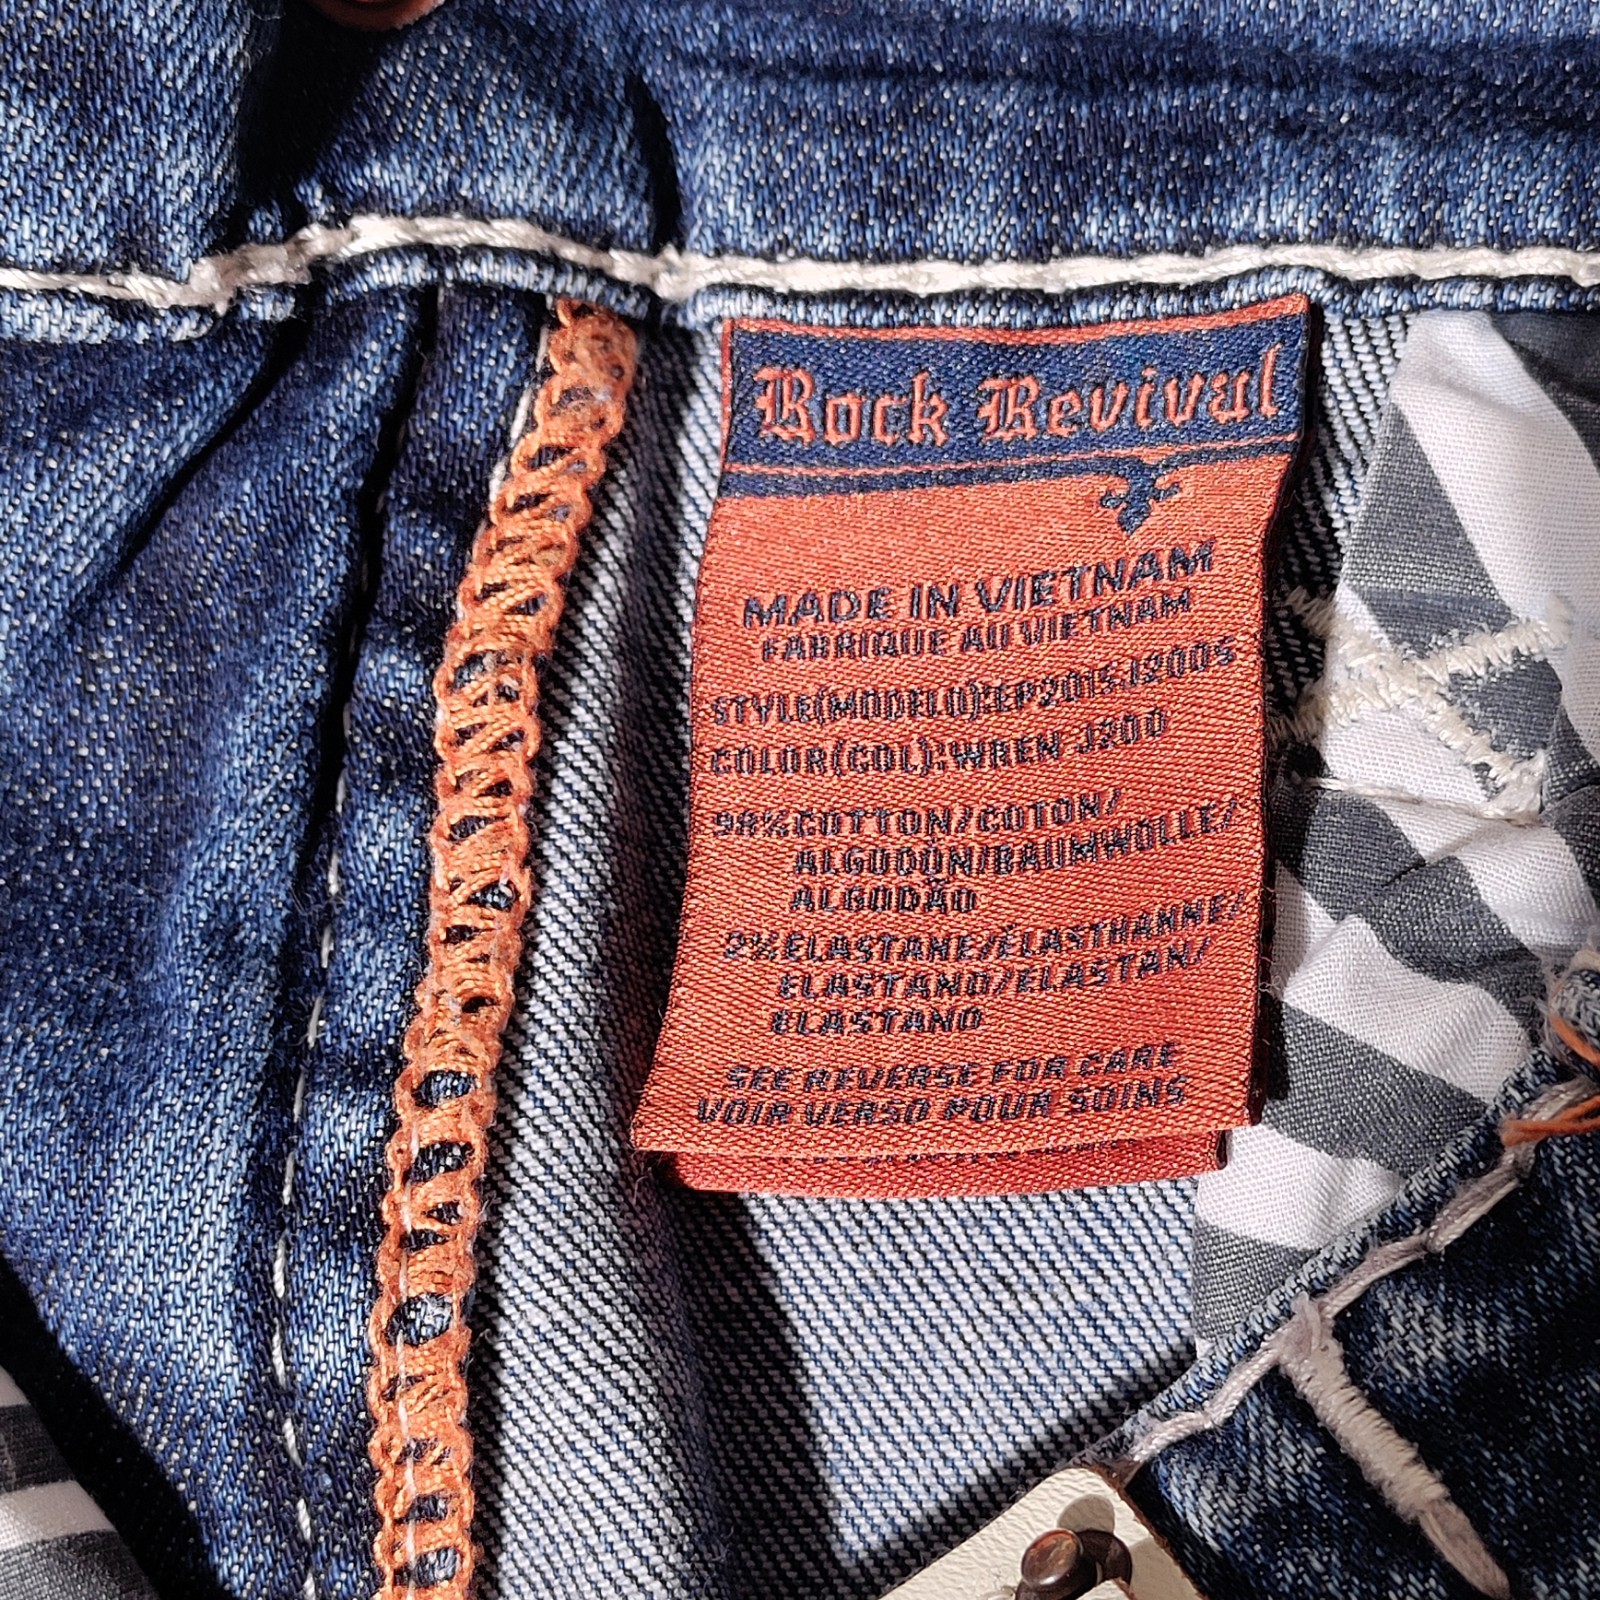 Rock Revival
MADE IN VIETNAM
FABRIQUE AU VIETNAM
STYLE(MODELO):EP2015J200S
COLOR(COL):WREN J200
98%COTTON/COTON/
ALGODÓN/BAUMWOLLE/
ALGODÃO
2%ELASTANE/ÉLASTHANNE/
ELASTANO/ELASTAN/
ELASTANO
SEE REVERSE FOR CARE
VOIR VERSO POUR SOINS